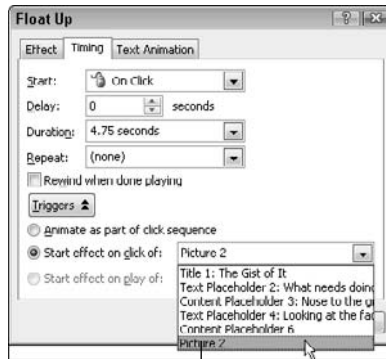 Float Up
Effect Timing Text Animation
Start: On Click
Delay: 0 seconds
Duration: 4.75 seconds
Repeat: (none)
Rewind when done playing
Triggers
Animate as part of click sequence
Start effect on click of: Picture 2
Start effect on play of:
Title 1: The Gist of It
Text Placeholder 2: What needs doing
Content Placeholder 3: Nose to the
Text Placeholder 4: Looking at the
Content Placeholder 6
Picture 2